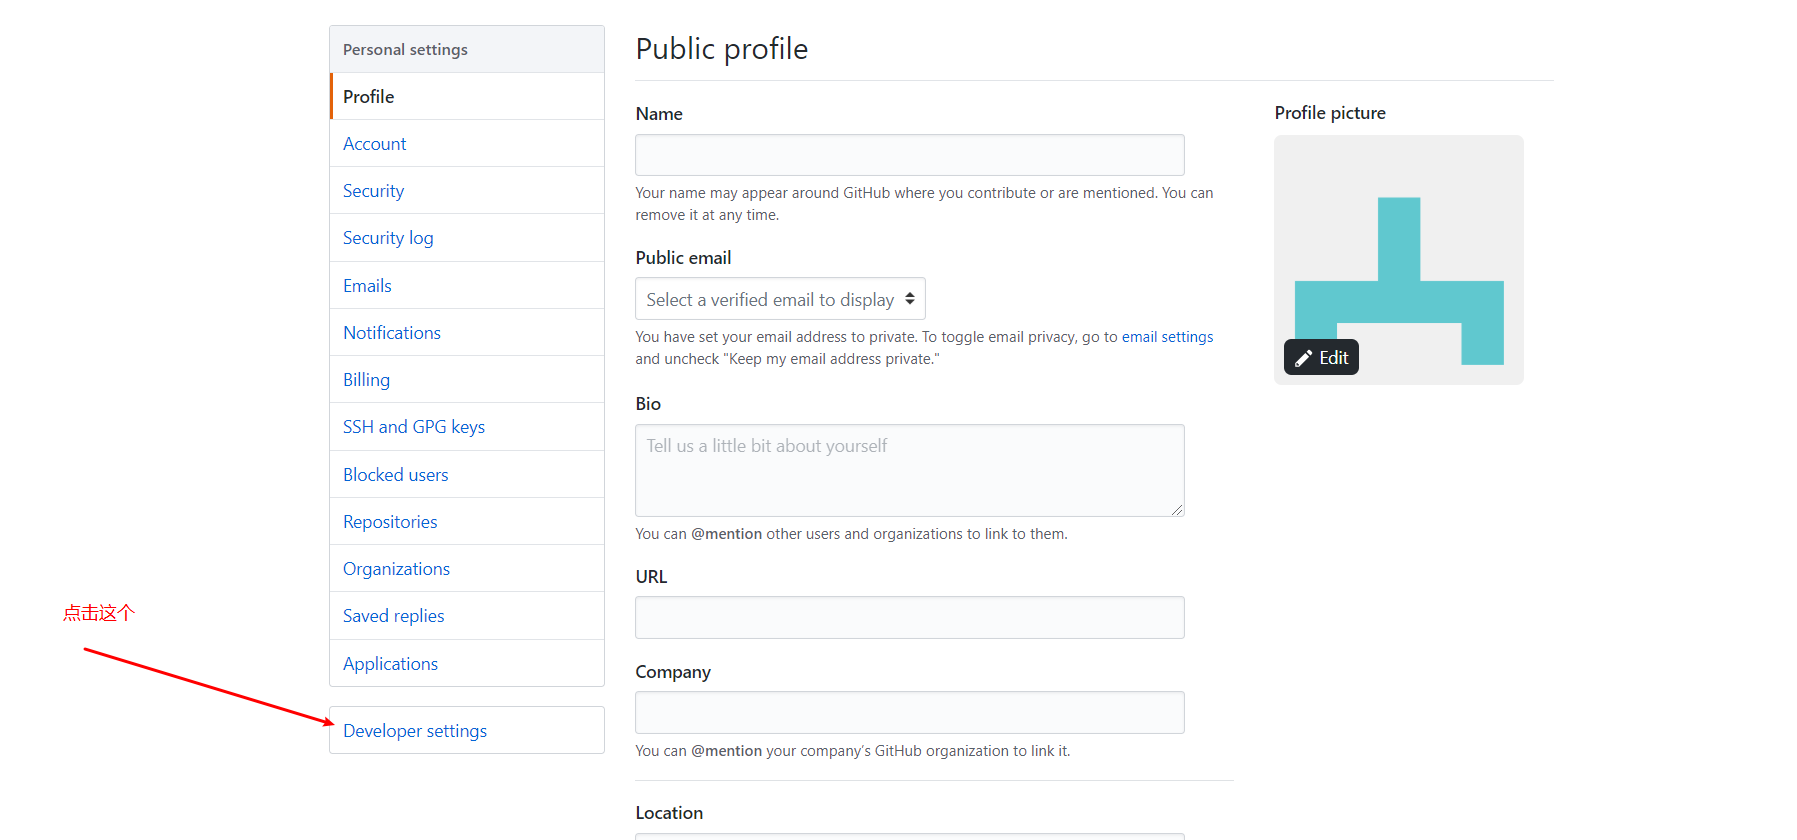 Personal settings
Profile
Account
Security
Security log
Emails
Notifications
Billing
SSH and GPG keys
Blocked users
Repositories
Organizations
Saved replies
Applications
Developer settings
点击这个
Public profile
Name
Your name may appear around GitHub where you contribute or are mentioned. You can
remove it at any time.
Public email
Select a verified email to display
You have set your email address to private. To toggle email privacy, go to email settings
and uncheck "Keep my email address private."
Bio
Tell us a little bit about yourself
You can @mention other users and organizations to link to them.
URL
Company
You can @mention your company’s GitHub organization to link it.
Location
Profile picture
Edit